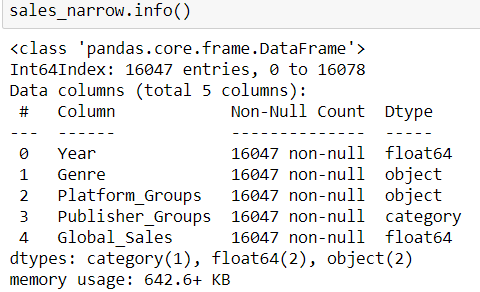 sales_narrow.info()
<class 'pandas.core.frame.DataFrame'>
Int64Index: 16047 entries, 0 to 16078
Data columns (total 5 columns):
 #   Column            Non-Null Count  Dtype
---  ------            --------------  -----
 0   Year              16047 non-null  float64
 1   Genre             16047 non-null  object
 2   Platform_Groups   16047 non-null  object
 3   Publisher_Groups  16047 non-null  category
 4   Global_Sales      16047 non-null  float64
dtypes: category(1), float64(2), object(2)
memory usage: 642.6+ KB